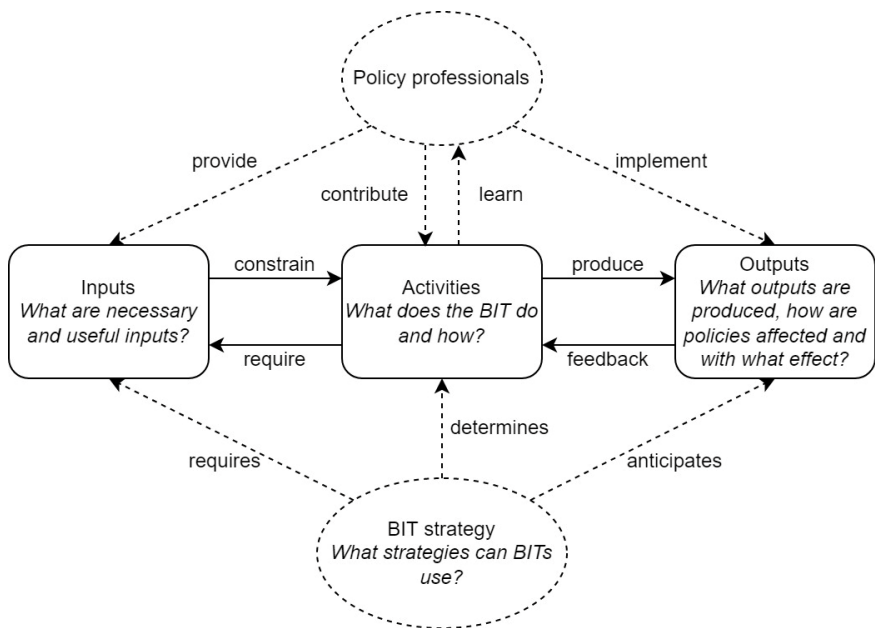 Policy professionals
provide
implement
contribute
learn
Inputs
What are necessary
and useful inputs?
constrain
require
Activities
What does the BIT do
and how?
produce
feedback
Outputs
What outputs are
produced, how are
policies affected and
with what effect?
determines
requires
anticipates
BIT strategy
What strategies can BITs
use?